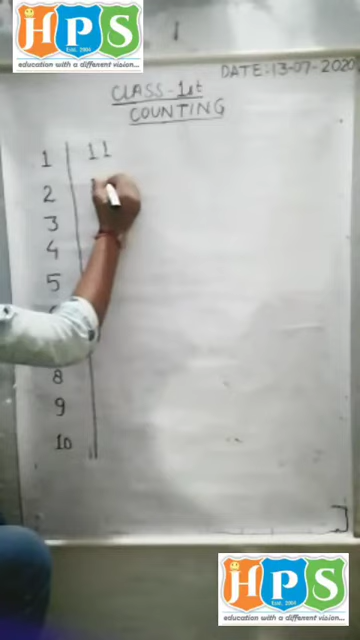 HPS
Estd. 2004
education with a different vision...
DATE:-13-07-2020
CLASS-1st
COUNTING
1 11
2
3
4
5
8
9
10
HPS
Estd. 2004
education with a different vision...